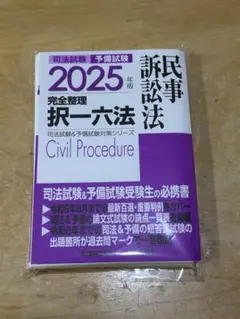 司法試験 予備試験
2025年版
民事訴訟法
完全整理
択一六法
司法試験&予備試験対策シリーズ
Civil Procedure
司法試験&予備試験受験生の必携書
最新百選・重要判例
予備の論文式試験の論点一覧表
司法&予備の短答試験の
出題箇所が過去問マーク